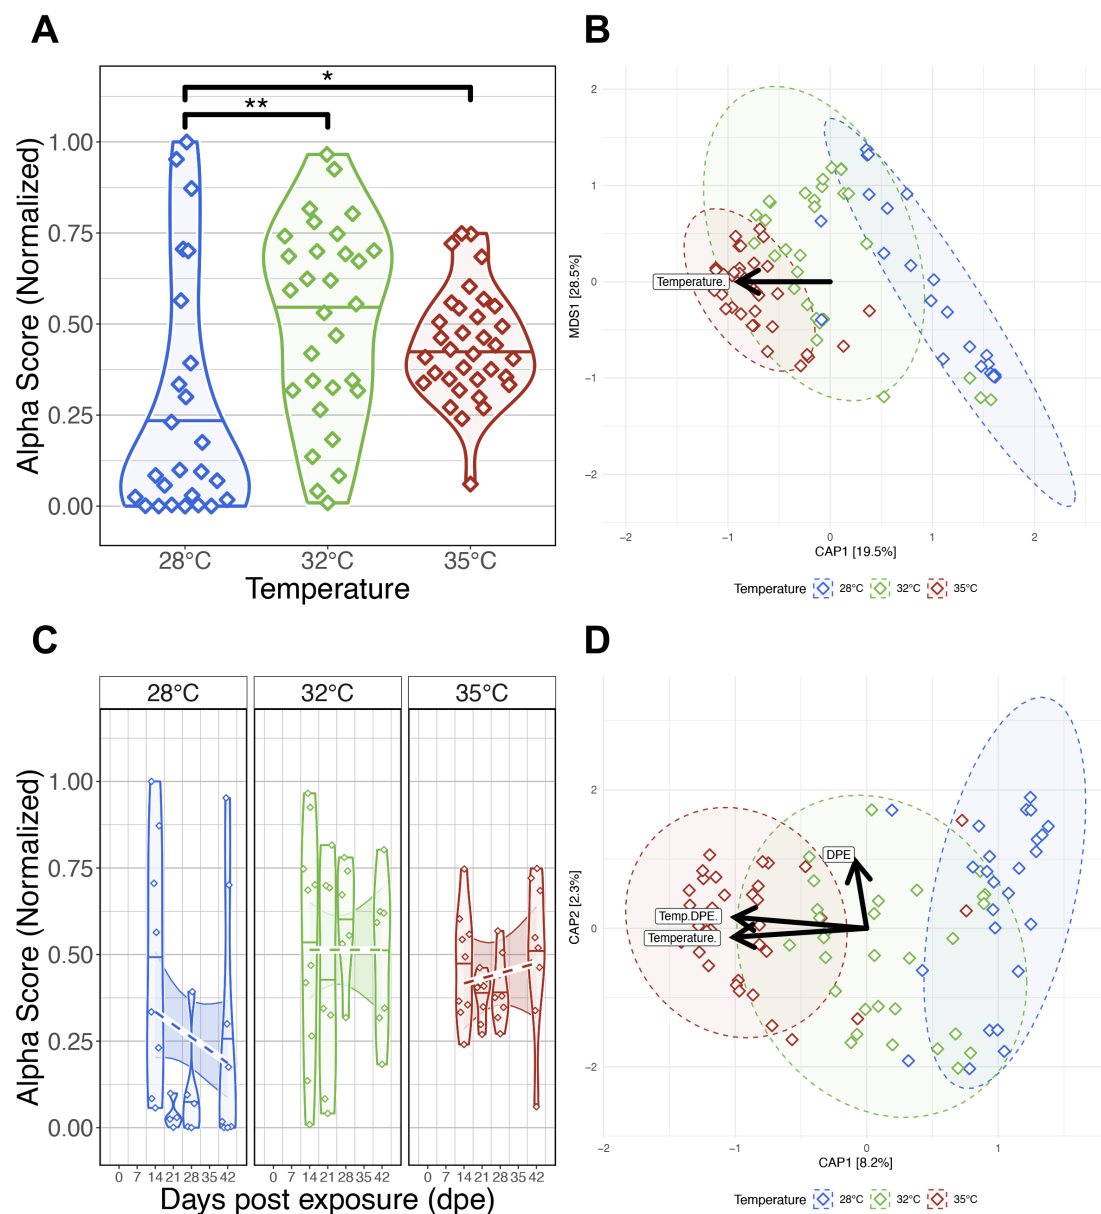 A
Alpha Score (Normalized)
1.00
0.75
0.50
0.25
0.00
*
**
28°C 32°C 35°C
Temperature
B
MDS1 [28.5%]
2
1
0
−1
−2
Temperature.
−2 −1 0 1 2
CAP1 [19.5%]
Temperature 28°C 32°C 35°C
C
28°C 32°C 35°C
Alpha Score (Normalized)
1.00
0.75
0.50
0.25
0.00
0 7 14 21 28 35 42 0 7 14 21 28 35 42 0 7 14 21 28 35 42
Days post exposure (dpe)
D
CAP2 [2.3%]
2
0
−2
DPE
Temp.DPE.
Temperature.
−2 −1 0 1
CAP1 [8.2%]
Temperature 28°C 32°C 35°C